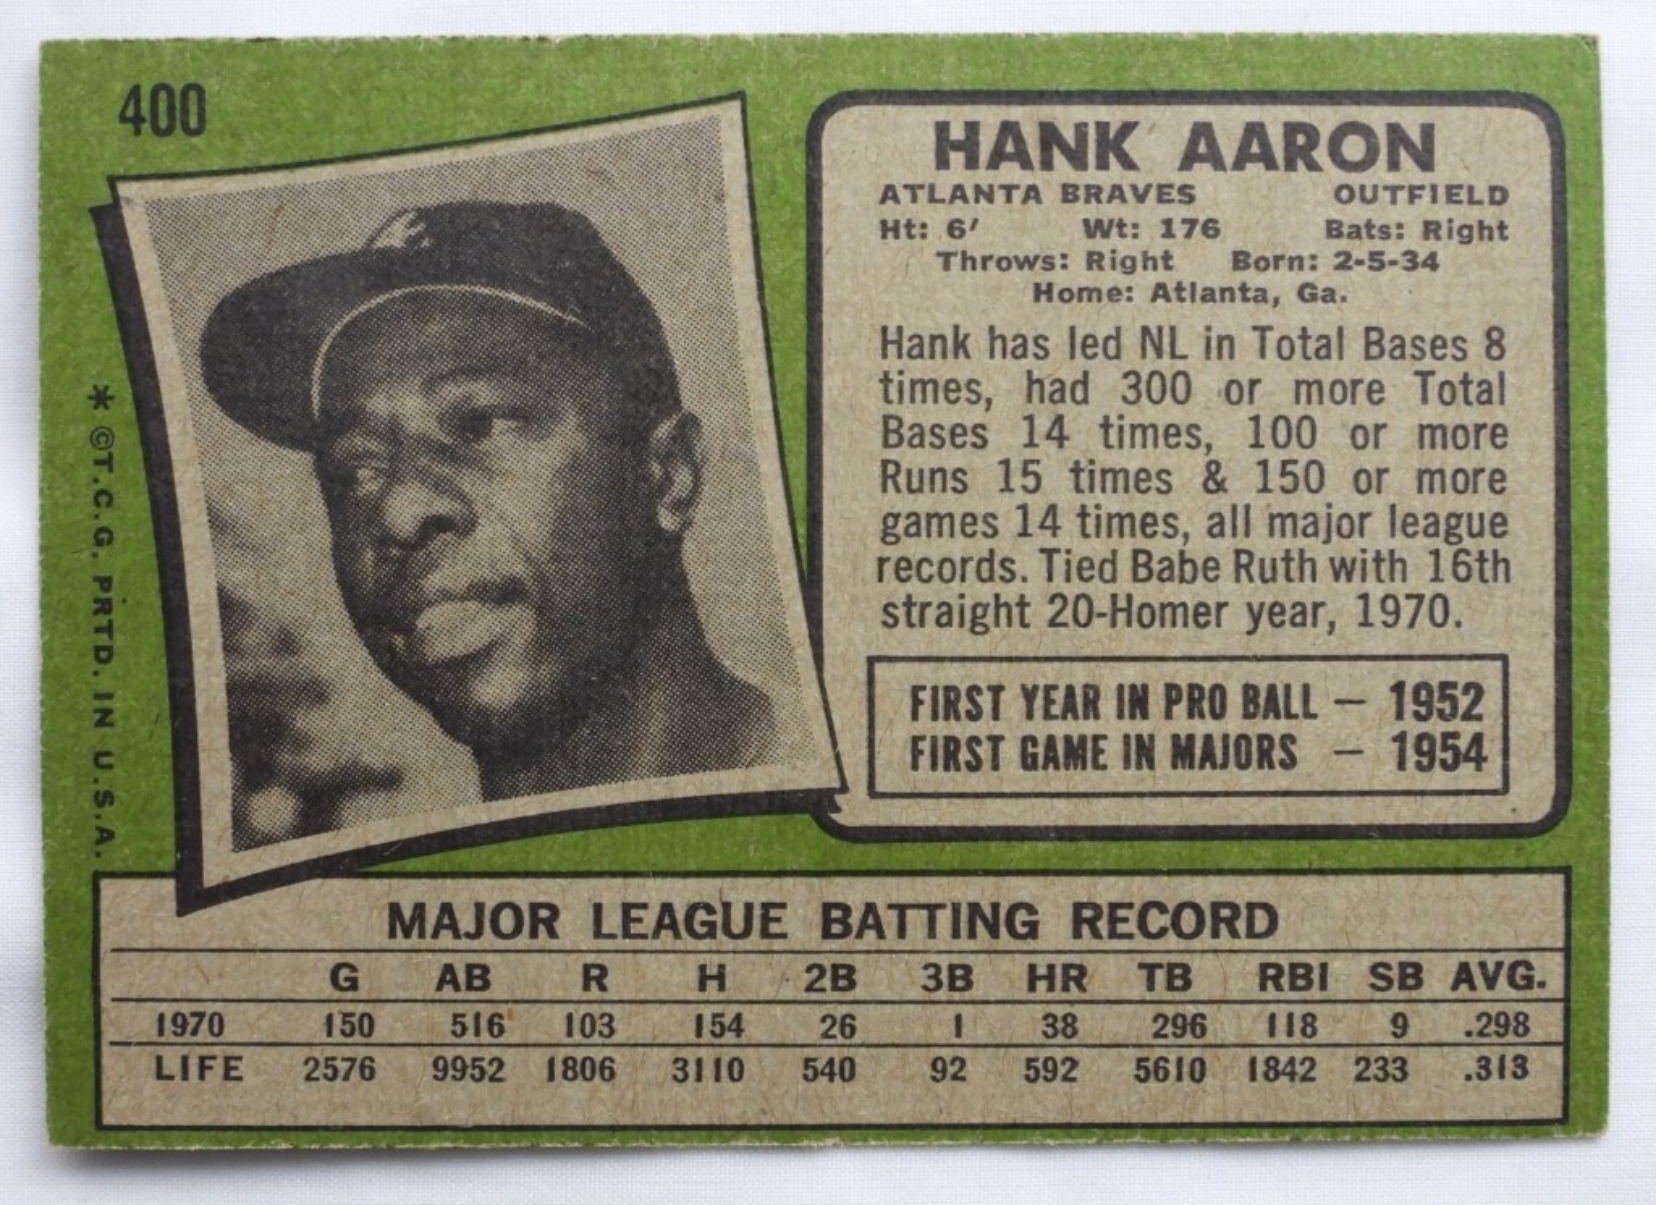 400
HANK AARON
ATLANTA BRAVES OUTFIELD
Ht: 6′ Wt: 176 Bats: Right
Throws: Right Born: 2-5-34
Home: Atlanta, Ga.
Hank has led NL in Total Bases 8
times, had 300 or more Total
Bases 14 times, 100 or more
Runs 15 times & 150 or more
games 14 times, all major league
records. Tied Babe Ruth with 16th
straight 20-Homer year, 1970.
FIRST YEAR IN PRO BALL — 1952
FIRST GAME IN MAJORS — 1954
* ©T.C.G. PRTD. IN U.S.A.
MAJOR LEAGUE BATTING RECORD
G AB R H 2B 3B HR TB RBI SB AVG.
1970 150 516 103 154 26 1 38 296 118 9 .298
LIFE 2576 9952 1806 3110 540 92 592 5610 1842 233 .313